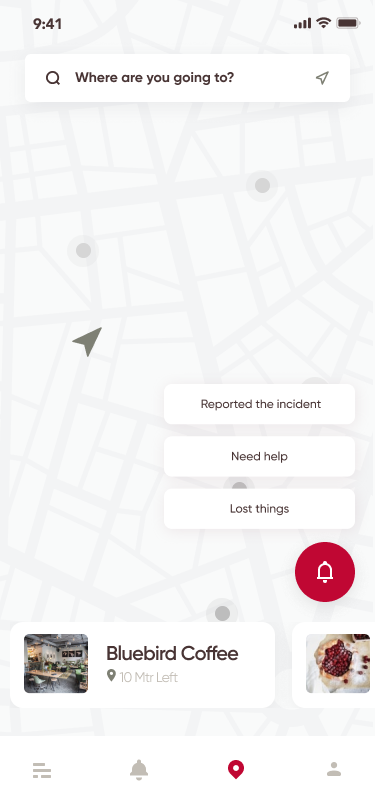 9:41
Where are you going to?
Reported the incident
Need help
Lost things
Bluebird Coffee
10 Mtr Left